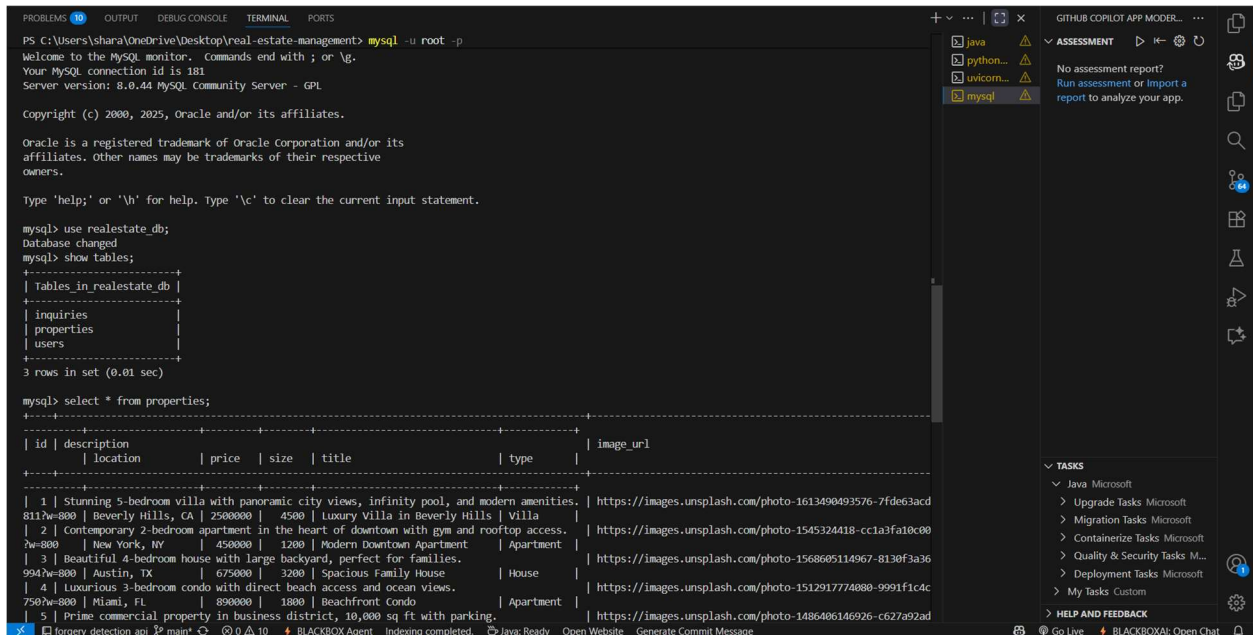 PROBLEMS 10 OUTPUT DEBUG CONSOLE TERMINAL PORTS
PS C:\Users\shara\OneDrive\Desktop\real-estate-management> mysql -u root -p
Welcome to the MySQL monitor.  Commands end with ; or \g.
Your MySQL connection id is 181
Server version: 8.0.44 MySQL Community Server - GPL
Copyright (c) 2000, 2025, Oracle and/or its affiliates.
Oracle is a registered trademark of Oracle Corporation and/or its
affiliates. Other names may be trademarks of their respective
owners.
Type 'help;' or '\h' for help. Type '\c' to clear the current input statement.
mysql> use realestate_db;
Database changed
mysql> show tables;
+-------------------------+
| Tables_in_realestate_db |
+-------------------------+
| inquiries               |
| properties              |
| users                   |
+-------------------------+
3 rows in set (0.01 sec)
mysql> select * from properties;
| id | description | image_url
| location | price | size | title | type |
| 1 | Stunning 5-bedroom villa with panoramic city views, infinity pool, and modern amenities. | https://images.unsplash.com/photo-1613490493576-7fde63acd
811?w=800 | Beverly Hills, CA | 2500000 | 4500 | Luxury Villa in Beverly Hills | Villa |
| 2 | Contemporary 2-bedroom apartment in the heart of downtown with gym and rooftop access. | https://images.unsplash.com/photo-1545324418-cc1a3fa10c00
?w=800 | New York, NY | 450000 | 1200 | Modern Downtown Apartment | Apartment |
| 3 | Beautiful 4-bedroom house with large backyard, perfect for families. | https://images.unsplash.com/photo-1568605114967-8130f3a36
994?w=800 | Austin, TX | 675000 | 3200 | Spacious Family House | House |
| 4 | Luxurious 3-bedroom condo with direct beach access and ocean views. | https://images.unsplash.com/photo-1512917774080-9991f1c4c
750?w=800 | Miami, FL | 890000 | 1800 | Beachfront Condo | Apartment |
| 5 | Prime commercial property in business district, 10,000 sq ft with parking. | https://images.unsplash.com/photo-1486406146926-c627a92ad
java
python...
uvicorn...
mysql
GITHUB COPILOT APP MODER... ...
ASSESSMENT
No assessment report?
Run assessment or Import a
report to analyze your app.
TASKS
Java Microsoft
Upgrade Tasks Microsoft
Migration Tasks Microsoft
Containerize Tasks Microsoft
Quality & Security Tasks M...
Deployment Tasks Microsoft
My Tasks Custom
HELP AND FEEDBACK
64
1
forgery_detection_api main* 0 10 BLACKBOX Agent Indexing completed. Java: Ready Open Website Generate Commit Message Go Live BLACKBOXAI: Open Chat